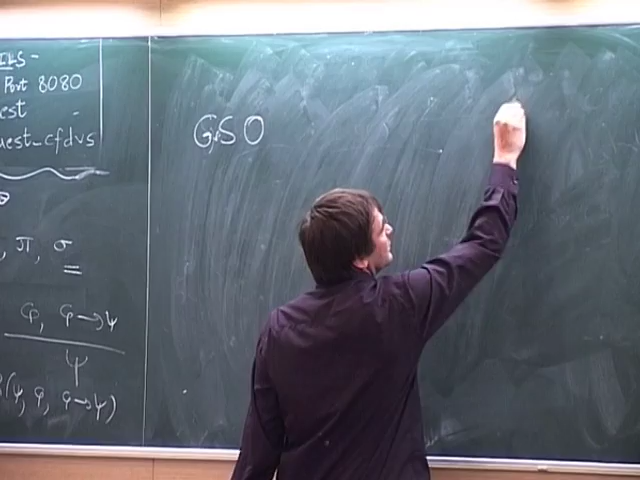 Port 8080
est
uest_cfdvs
, π, σ
φ, φ→ψ
ψ
(ψ, φ, φ→ψ)
GSO